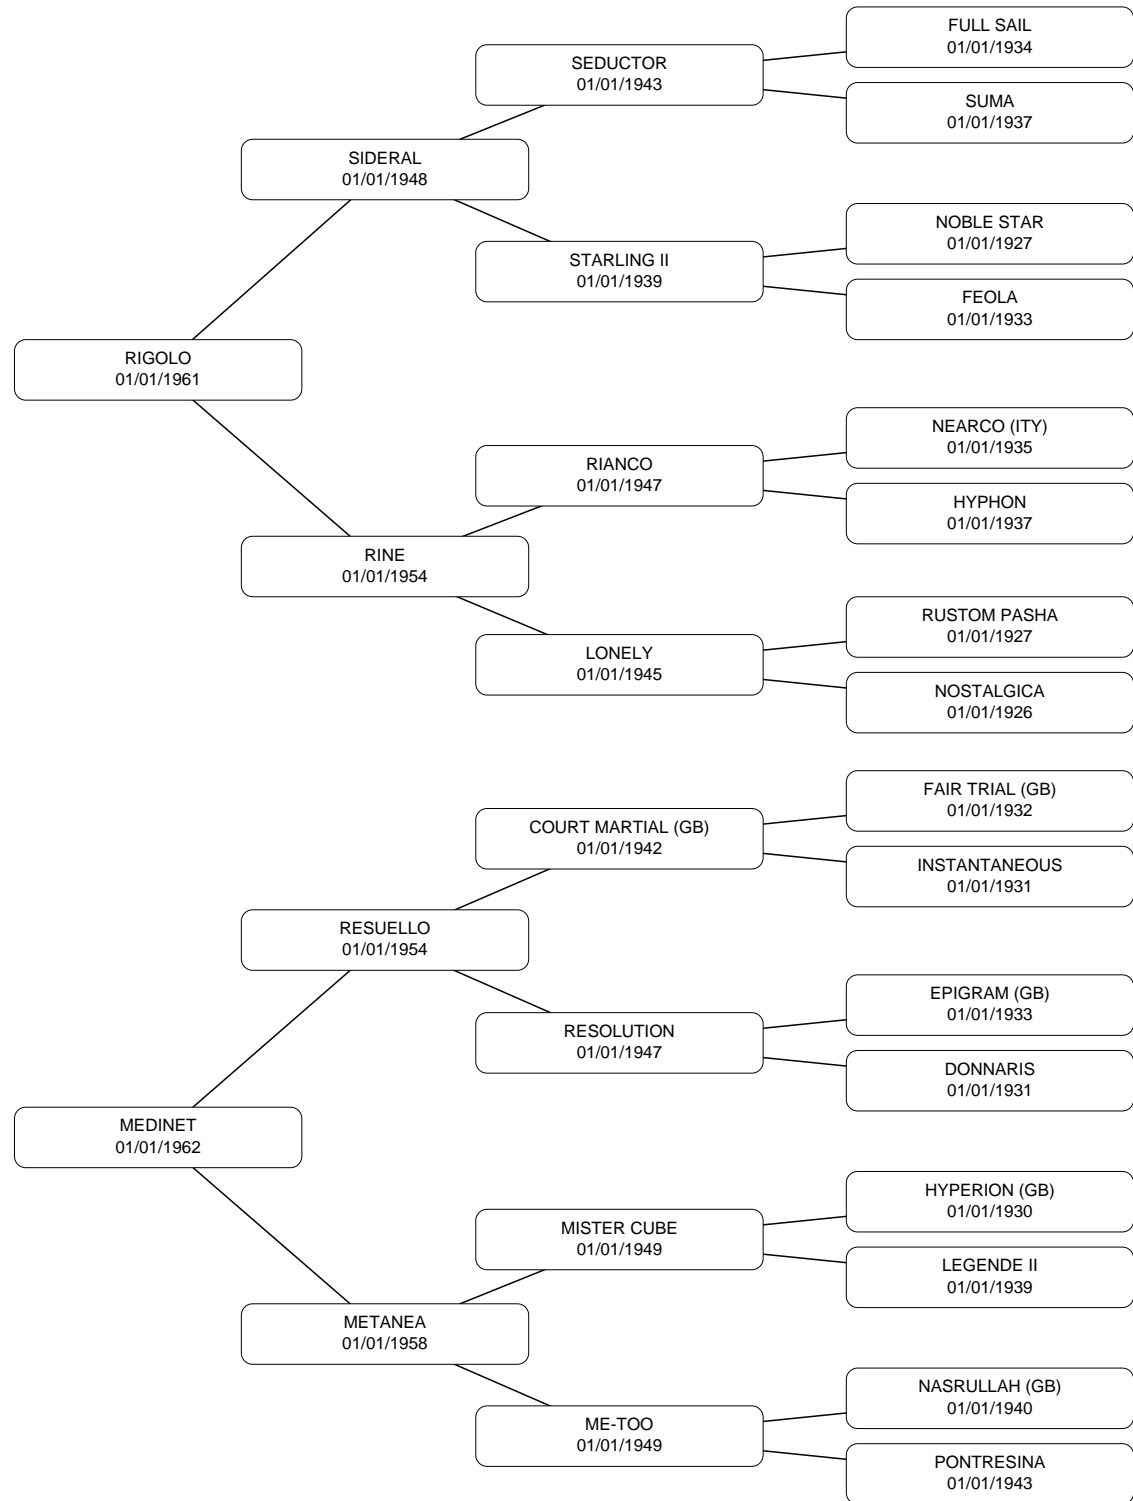 FULL SAIL
01/01/1934
SEDUCTOR
01/01/1943
SUMA
01/01/1937
SIDERAL
01/01/1948
NOBLE STAR
01/01/1927
STARLING II
01/01/1939
FEOLA
01/01/1933
RIGOLO
01/01/1961
NEARCO (ITY)
01/01/1935
RIANCO
01/01/1947
HYPHON
01/01/1937
RINE
01/01/1954
RUSTOM PASHA
01/01/1927
LONELY
01/01/1945
NOSTALGICA
01/01/1926
FAIR TRIAL (GB)
01/01/1932
COURT MARTIAL (GB)
01/01/1942
INSTANTANEOUS
01/01/1931
RESUELLO
01/01/1954
EPIGRAM (GB)
01/01/1933
RESOLUTION
01/01/1947
DONNARIS
01/01/1931
MEDINET
01/01/1962
HYPERION (GB)
01/01/1930
MISTER CUBE
01/01/1949
LEGENDE II
01/01/1939
METANEA
01/01/1958
NASRULLAH (GB)
01/01/1940
ME-TOO
01/01/1949
PONTRESINA
01/01/1943